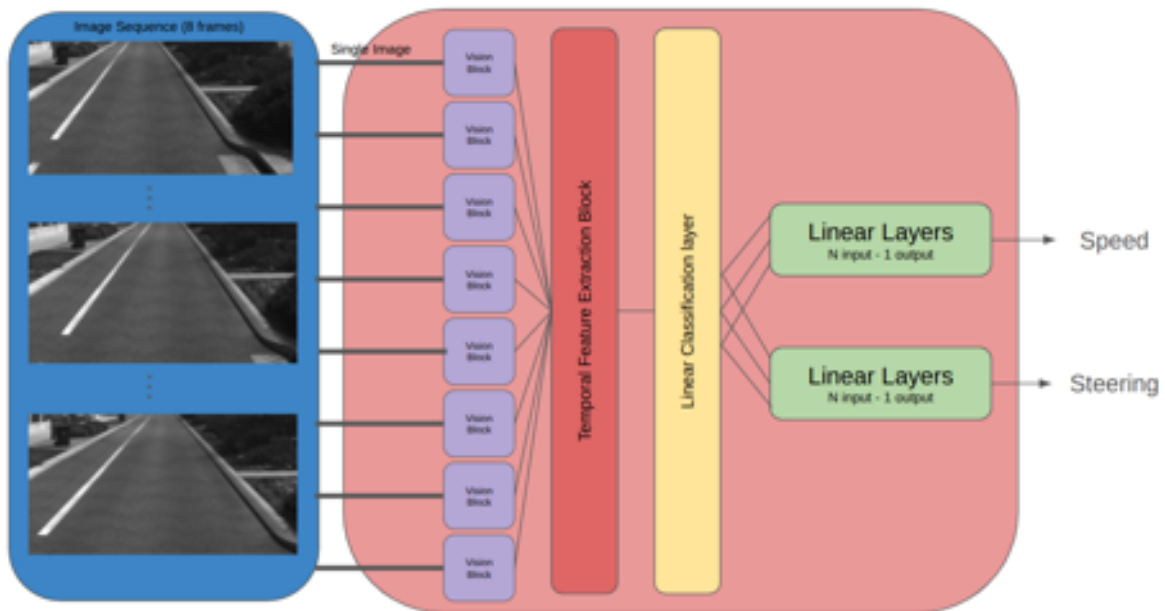 Image Sequence (8 frames)
Single Image
Vision
Block
Vision
Block
Vision
Block
Vision
Block
Vision
Block
Vision
Block
Vision
Block
Vision
Block
Temporal Feature Extraction Block
Linear Classification layer
Linear Layers
N input - 1 output
Speed
Linear Layers
N input - 1 output
Steering